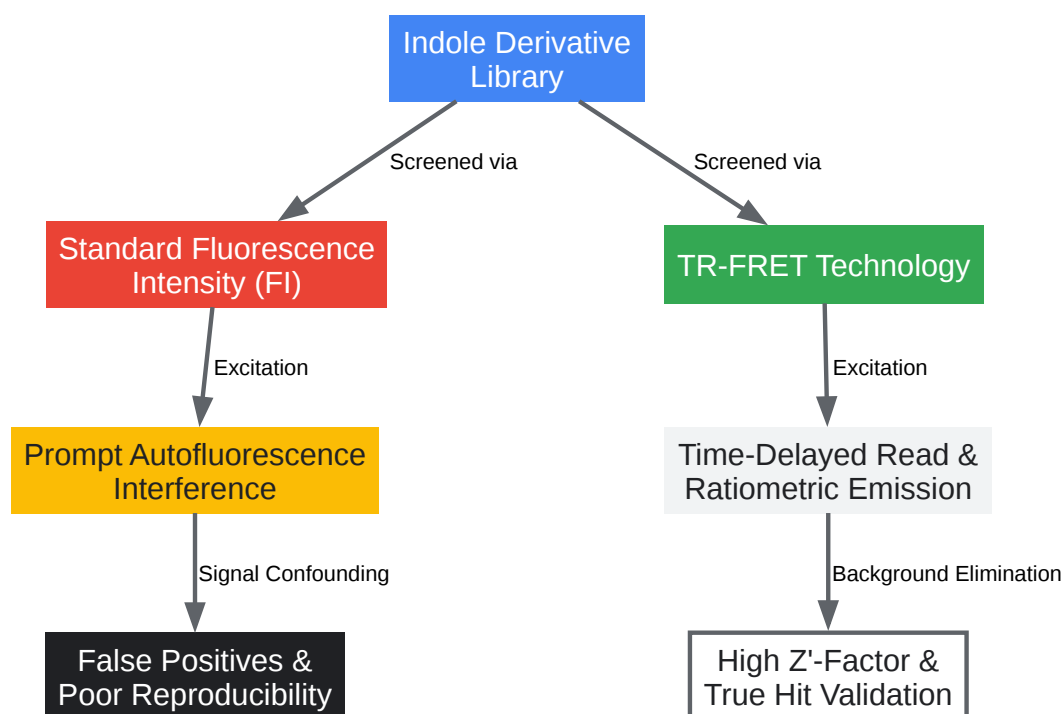 Indole Derivative
Library
Screened via
Screened via
Standard Fluorescence
Intensity (FI)
TR-FRET Technology
Excitation
Excitation
Prompt Autofluorescence
Interference
Time-Delayed Read &
Ratiometric Emission
Signal Confounding
Background Elimination
False Positives &
Poor Reproducibility
High Z'-Factor &
True Hit Validation